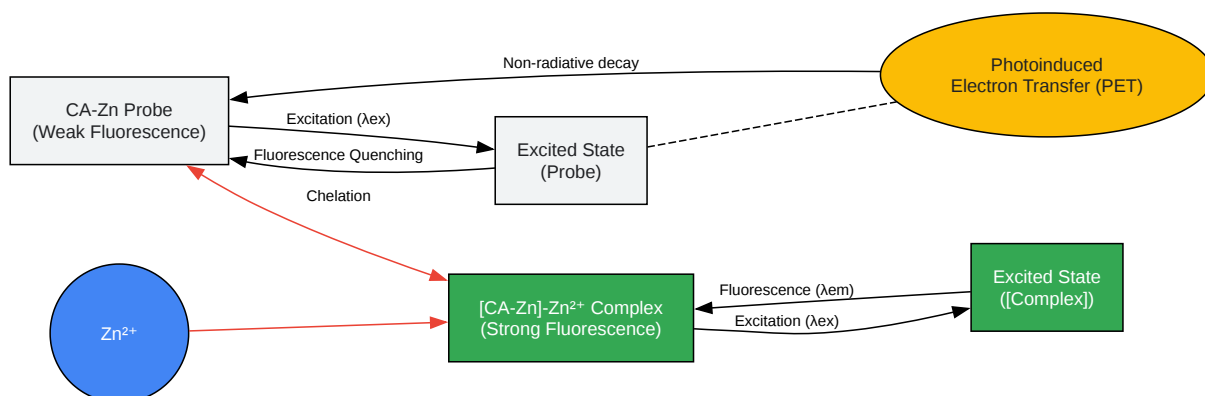 Non-radiative decay
Photoinduced
Electron Transfer (PET)
CA-Zn Probe
(Weak Fluorescence)
Excitation (λex)
Fluorescence Quenching
Excited State
(Probe)
Chelation
Zn²⁺
[CA-Zn]-Zn²⁺ Complex
(Strong Fluorescence)
Fluorescence (λem)
Excitation (λex)
Excited State
([Complex])